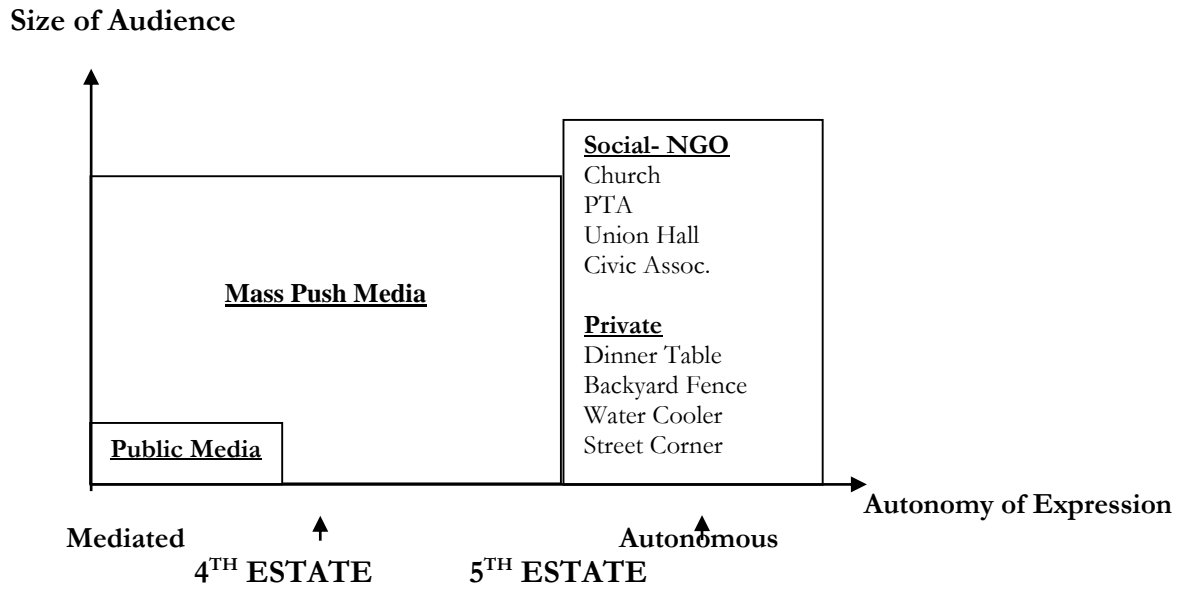 Size of Audience
Social- NGO
Church
PTA
Union Hall
Civic Assoc.
Mass Push Media
Private
Dinner Table
Backyard Fence
Water Cooler
Street Corner
Public Media
Autonomy of Expression
Mediated
Autonomous
4TH ESTATE
5TH ESTATE